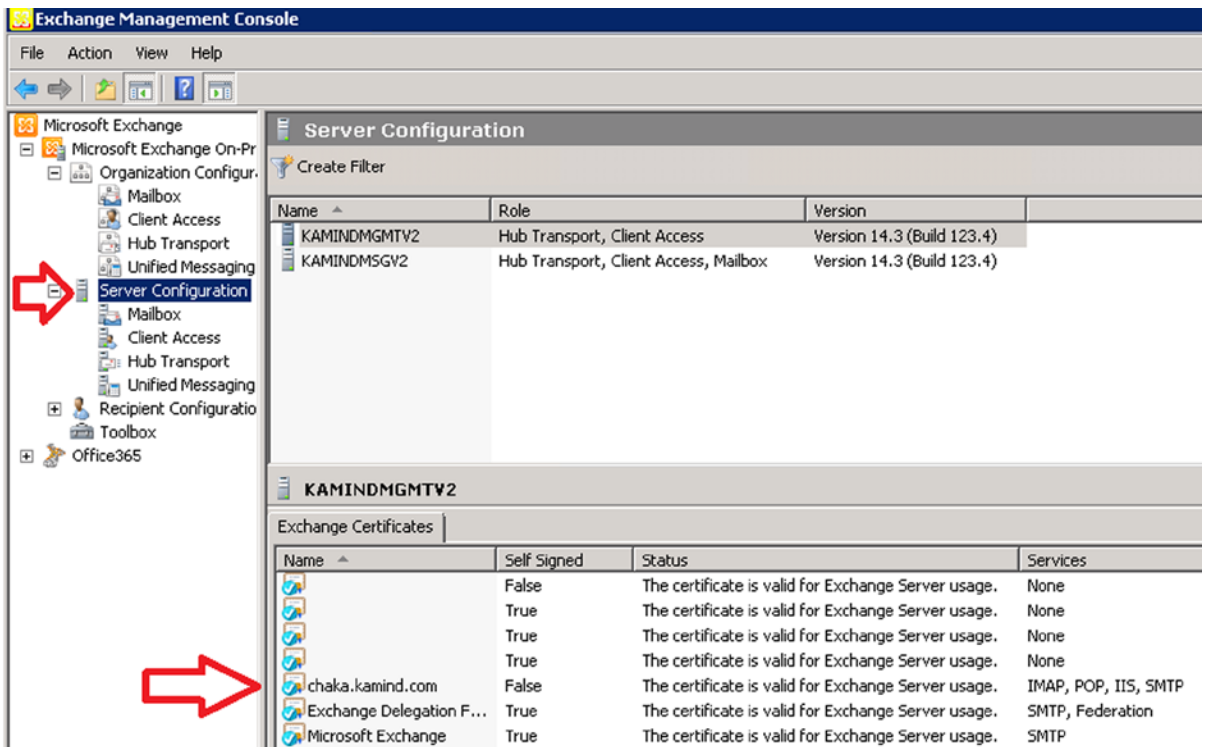 Exchange Management Console
File Action View Help
Microsoft Exchange
Microsoft Exchange On-Pr
Organization Configur
Mailbox
Client Access
Hub Transport
Unified Messaging
Server Configuration
Mailbox
Client Access
Hub Transport
Unified Messaging
Recipient Configuratio
Toolbox
Office365
Server Configuration
Create Filter
Name Role Version
KAMINDMGMTV2 Hub Transport, Client Access Version 14.3 (Build 123.4)
KAMINDMSGV2 Hub Transport, Client Access, Mailbox Version 14.3 (Build 123.4)
KAMINDMGMTV2
Exchange Certificates
Name Self Signed Status Services
False The certificate is valid for Exchange Server usage. None
True The certificate is valid for Exchange Server usage. None
True The certificate is valid for Exchange Server usage. None
True The certificate is valid for Exchange Server usage. None
chaka.kamind.com False The certificate is valid for Exchange Server usage. IMAP, POP, IIS, SMTP
Exchange Delegation F... True The certificate is valid for Exchange Server usage. SMTP, Federation
Microsoft Exchange True The certificate is valid for Exchange Server usage. SMTP